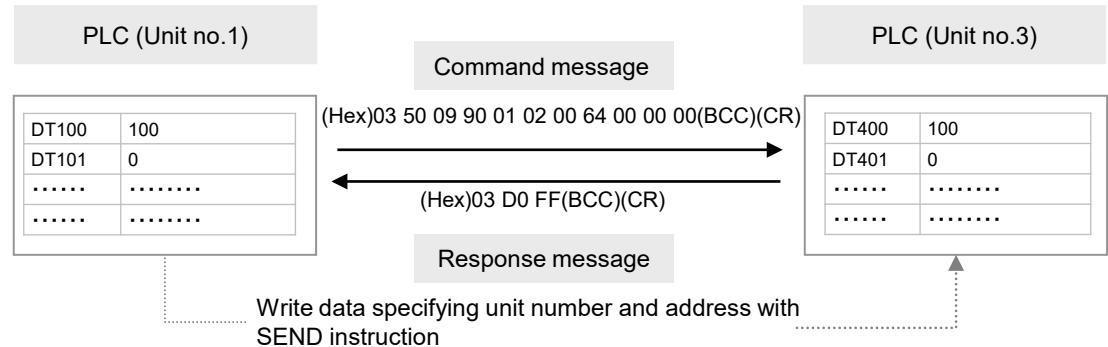 PLC (Unit no.1)
PLC (Unit no.3)
Command message
(Hex)03 50 09 90 01 02 00 64 00 00 00(BCC)(CR)
DT100 100
DT101 0
…… ……..
…… ……..
DT400 100
DT401 0
…… ……..
…… ……..
(Hex)03 D0 FF(BCC)(CR)
Response message
Write data specifying unit number and address with
SEND instruction